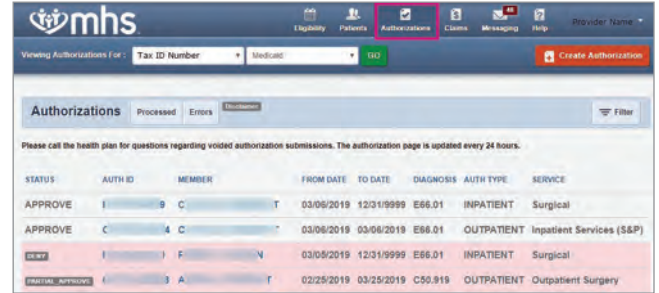 mhs.
Eligibility Patients Authorizations Claims Messaging 48 Help Provider Name
Viewing Authorizations For : Tax ID Number Medicaid GO Create Authorization
Authorizations Processed Errors Disclaimer Filter
Please call the health plan for questions regarding voided authorization submissions. The authorization page is updated every 24 hours.
STATUS AUTH ID MEMBER FROM DATE TO DATE DIAGNOSIS AUTH TYPE SERVICE
APPROVE 9 C T 03/06/2019 12/31/9999 E66.01 INPATIENT Surgical
APPROVE 4 C 03/06/2019 03/06/2019 E66.01 OUTPATIENT Inpatient Services (S&P)
DENY F N 03/05/2019 12/31/9999 E66.01 INPATIENT Surgical
PARTIAL_APPROVE A T 02/25/2019 03/25/2019 C50.919 OUTPATIENT Outpatient Surgery